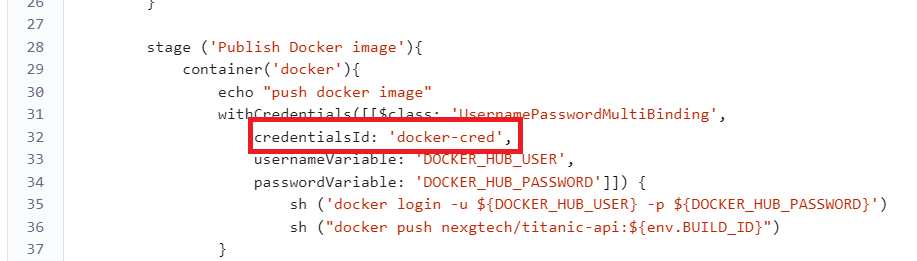 26 }
27
28 stage ('Publish Docker image'){
29 container('docker'){
30 echo "push docker image"
31 withCredentials([[$class: 'UsernamePasswordMultiBinding',
32 credentialsId: 'docker-cred',
33 usernameVariable: 'DOCKER_HUB_USER',
34 passwordVariable: 'DOCKER_HUB_PASSWORD']]) {
35 sh ('docker login -u ${DOCKER_HUB_USER} -p ${DOCKER_HUB_PASSWORD}')
36 sh ("docker push nexgtech/titanic-api:${env.BUILD_ID}")
37 }